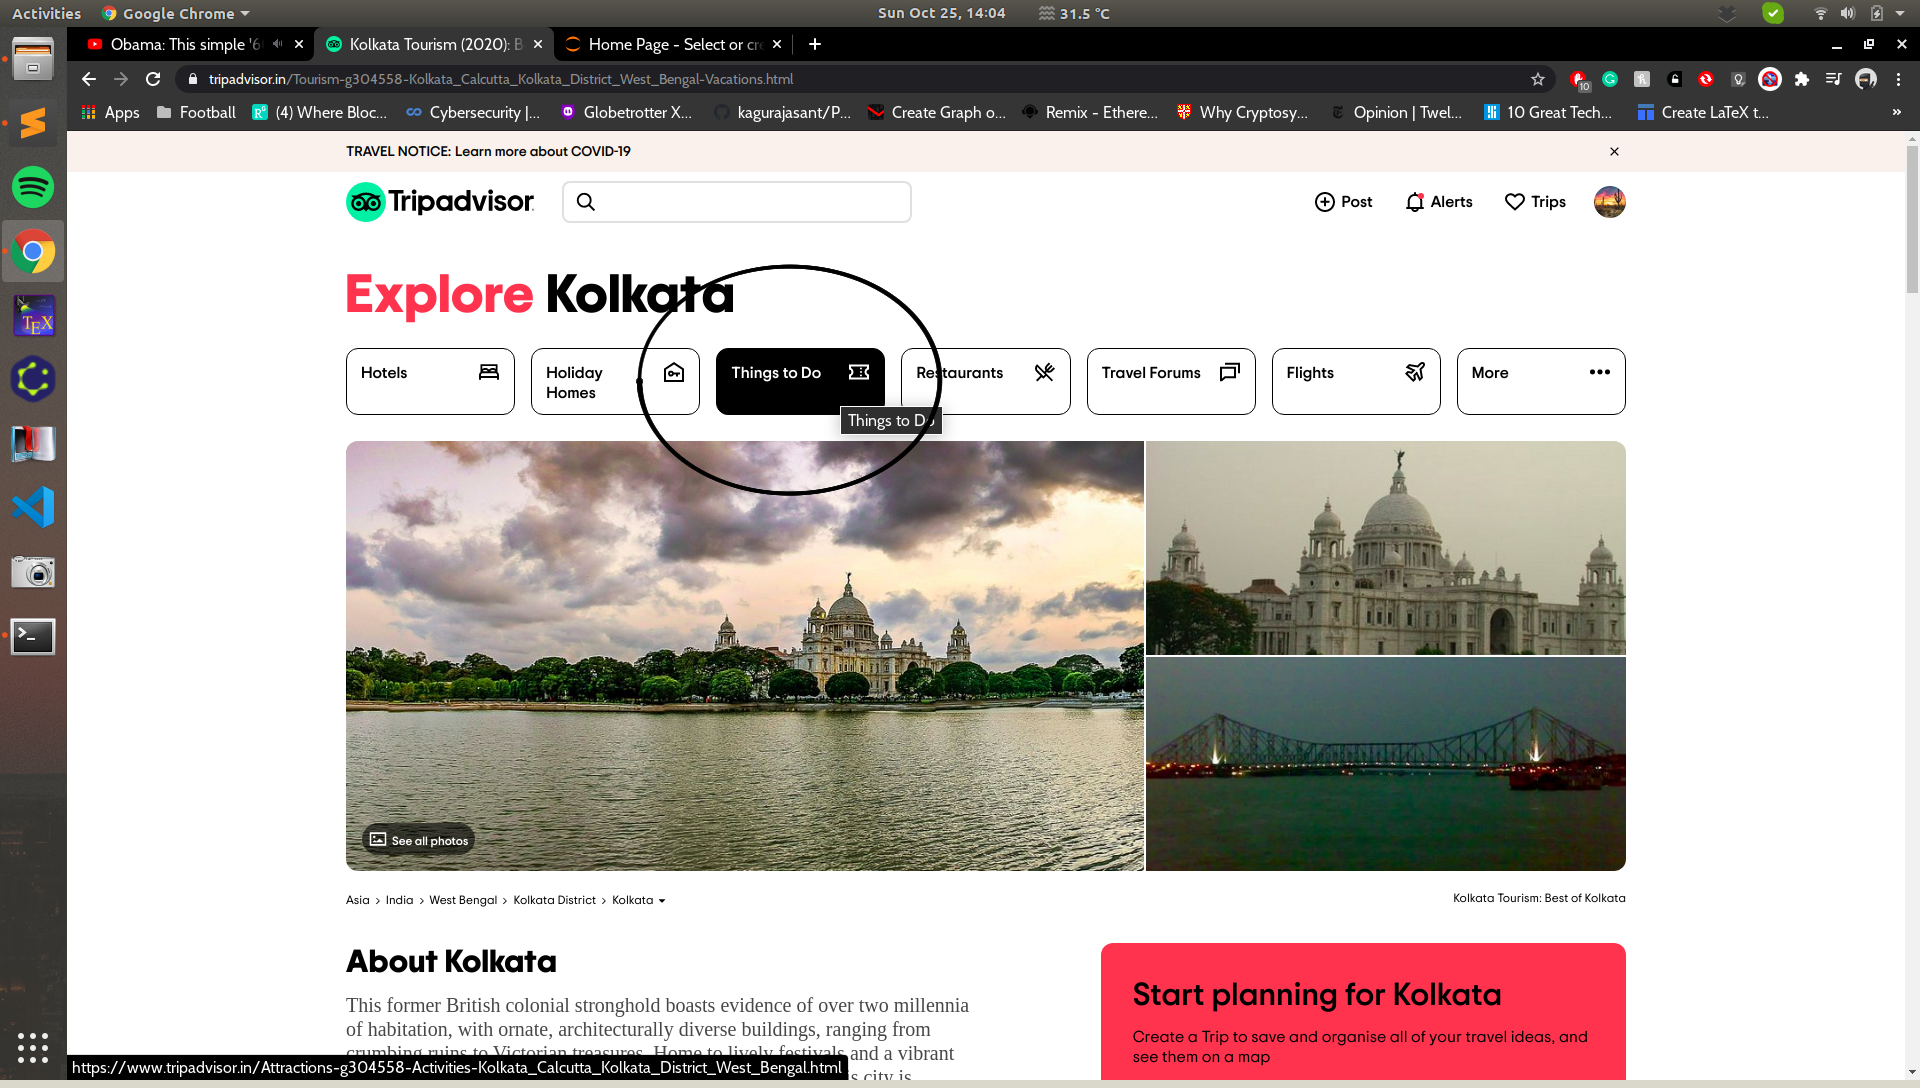 Activities Google Chrome Sun Oct 25, 14:04 31.5 °C
Obama: This simple '6 Kolkata Tourism (2020): B Home Page - Select or cre
tripadvisor.in/Tourism-g304558-Kolkata_Calcutta_Kolkata_District_West_Bengal-Vacations.html 10
Apps Football (4) Where Bloc... Cybersecurity |... Globetrotter X... kagurajasant/P... Create Graph o... Remix - Ethere... Why Cryptosy... Opinion | Twel... 10 Great Tech... Create LaTeX t... »
TRAVEL NOTICE: Learn more about COVID-19
Tripadvisor Post Alerts Trips
Explore Kolkata
Hotels Holiday Things to Do Restaurants Travel Forums Flights More
Homes
Things to Do
See all photos
Asia > India > West Bengal > Kolkata District > Kolkata Kolkata Tourism: Best of Kolkata
About Kolkata
Start planning for Kolkata
This former British colonial stronghold boasts evidence of over two millennia
of habitation, with ornate, architecturally diverse buildings, ranging from
crumbing ruins to Victorian treasures. Home to lively festivals and a vibrant
Create a Trip to save and organise all of your travel ideas, and
see them on a map
https://www.tripadvisor.in/Attractions-g304558-Activities-Kolkata_Calcutta_Kolkata_District_West_Bengal.html
city is
TEX